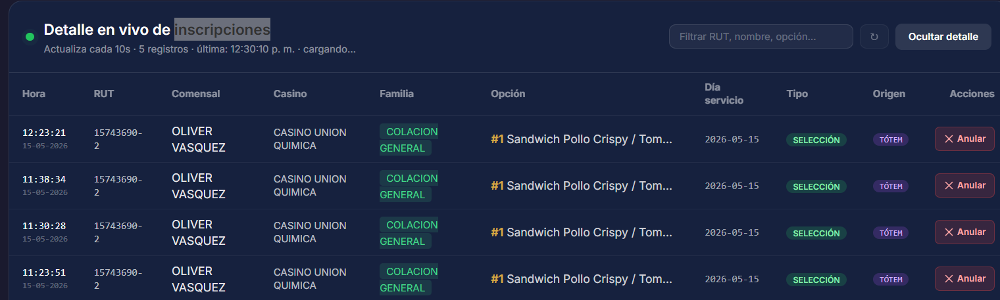 Detalle en vivo de inscripciones
Actualiza cada 10s · 5 registros · última: 12:30:10 p. m. · cargando...
Filtrar RUT, nombre, opción...
↻
Ocultar detalle
Hora RUT Comensal Casino Familia Opción Día servicio Tipo Origen Acciones
12:23:21 15743690- OLIVER CASINO UNION COLACION #1 Sandwich Pollo Crispy / Tom... 2026-05-15 SELECCIÓN TÓTEM × Anular
15-05-2026 2 VASQUEZ QUIMICA GENERAL
11:38:34 15743690- OLIVER CASINO UNION COLACION #1 Sandwich Pollo Crispy / Tom... 2026-05-15 SELECCIÓN TÓTEM × Anular
15-05-2026 2 VASQUEZ QUIMICA GENERAL
11:30:28 15743690- OLIVER CASINO UNION COLACION #1 Sandwich Pollo Crispy / Tom... 2026-05-15 SELECCIÓN TÓTEM × Anular
15-05-2026 2 VASQUEZ QUIMICA GENERAL
11:23:51 15743690- OLIVER CASINO UNION COLACION #1 Sandwich Pollo Crispy / Tom... 2026-05-15 SELECCIÓN TÓTEM × Anular
15-05-2026 2 VASQUEZ QUIMICA GENERAL